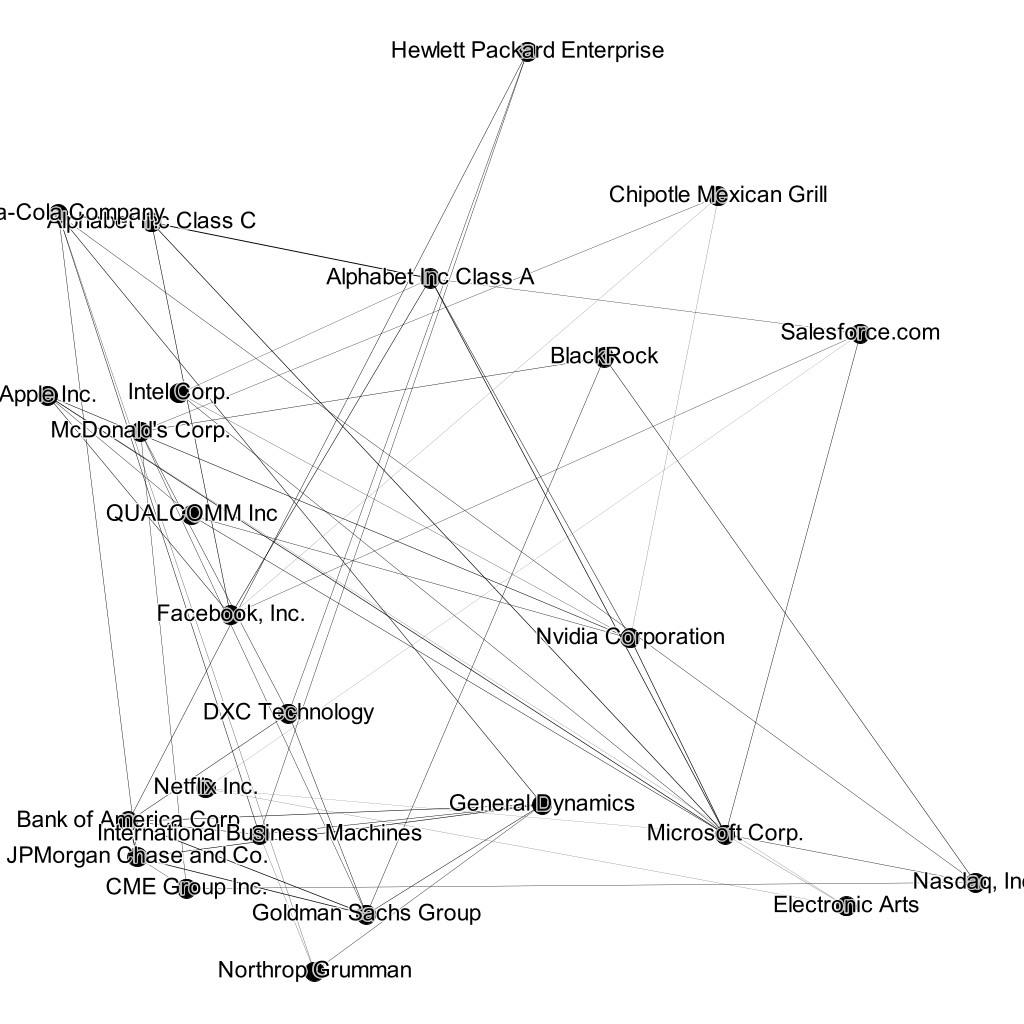 Hewlett Packard Enterprise
Chipotle Mexican Grill
a-Cola Company
Alphabet Inc Class C
Alphabet Inc Class A
Salesforce.com
BlackRock
Apple Inc.
Intel Corp.
McDonald's Corp.
QUALCOMM Inc
Facebook, Inc.
Nvidia Corporation
DXC Technology
Netflix Inc.
General Dynamics
Bank of America Corp
International Business Machines
Microsoft Corp.
JPMorgan Chase and Co.
CME Group Inc.
Nasdaq, Inc
Electronic Arts
Goldman Sachs Group
Northrop Grumman